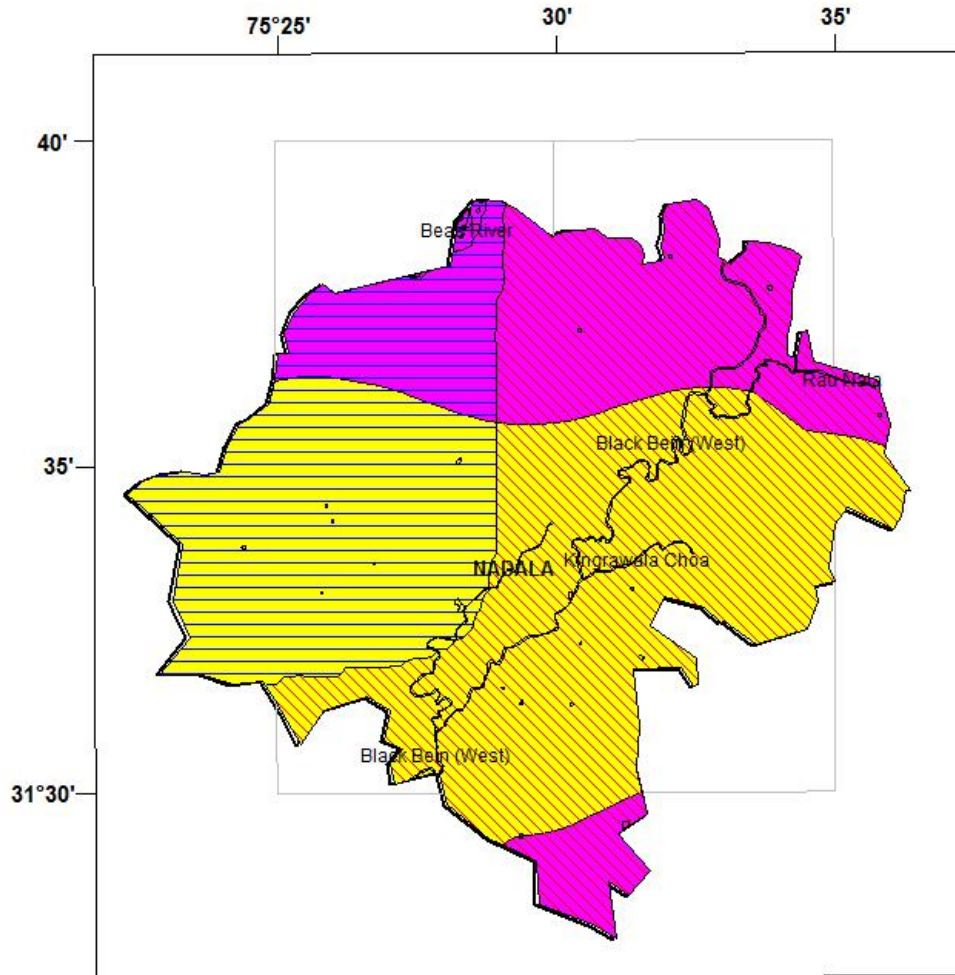 75°25'
30'
35'
40'
Beas River
Rau Nala
35'
Black Bein (West)
NADALA
Kingrawala Choa
Black Bein (West)
31°30'